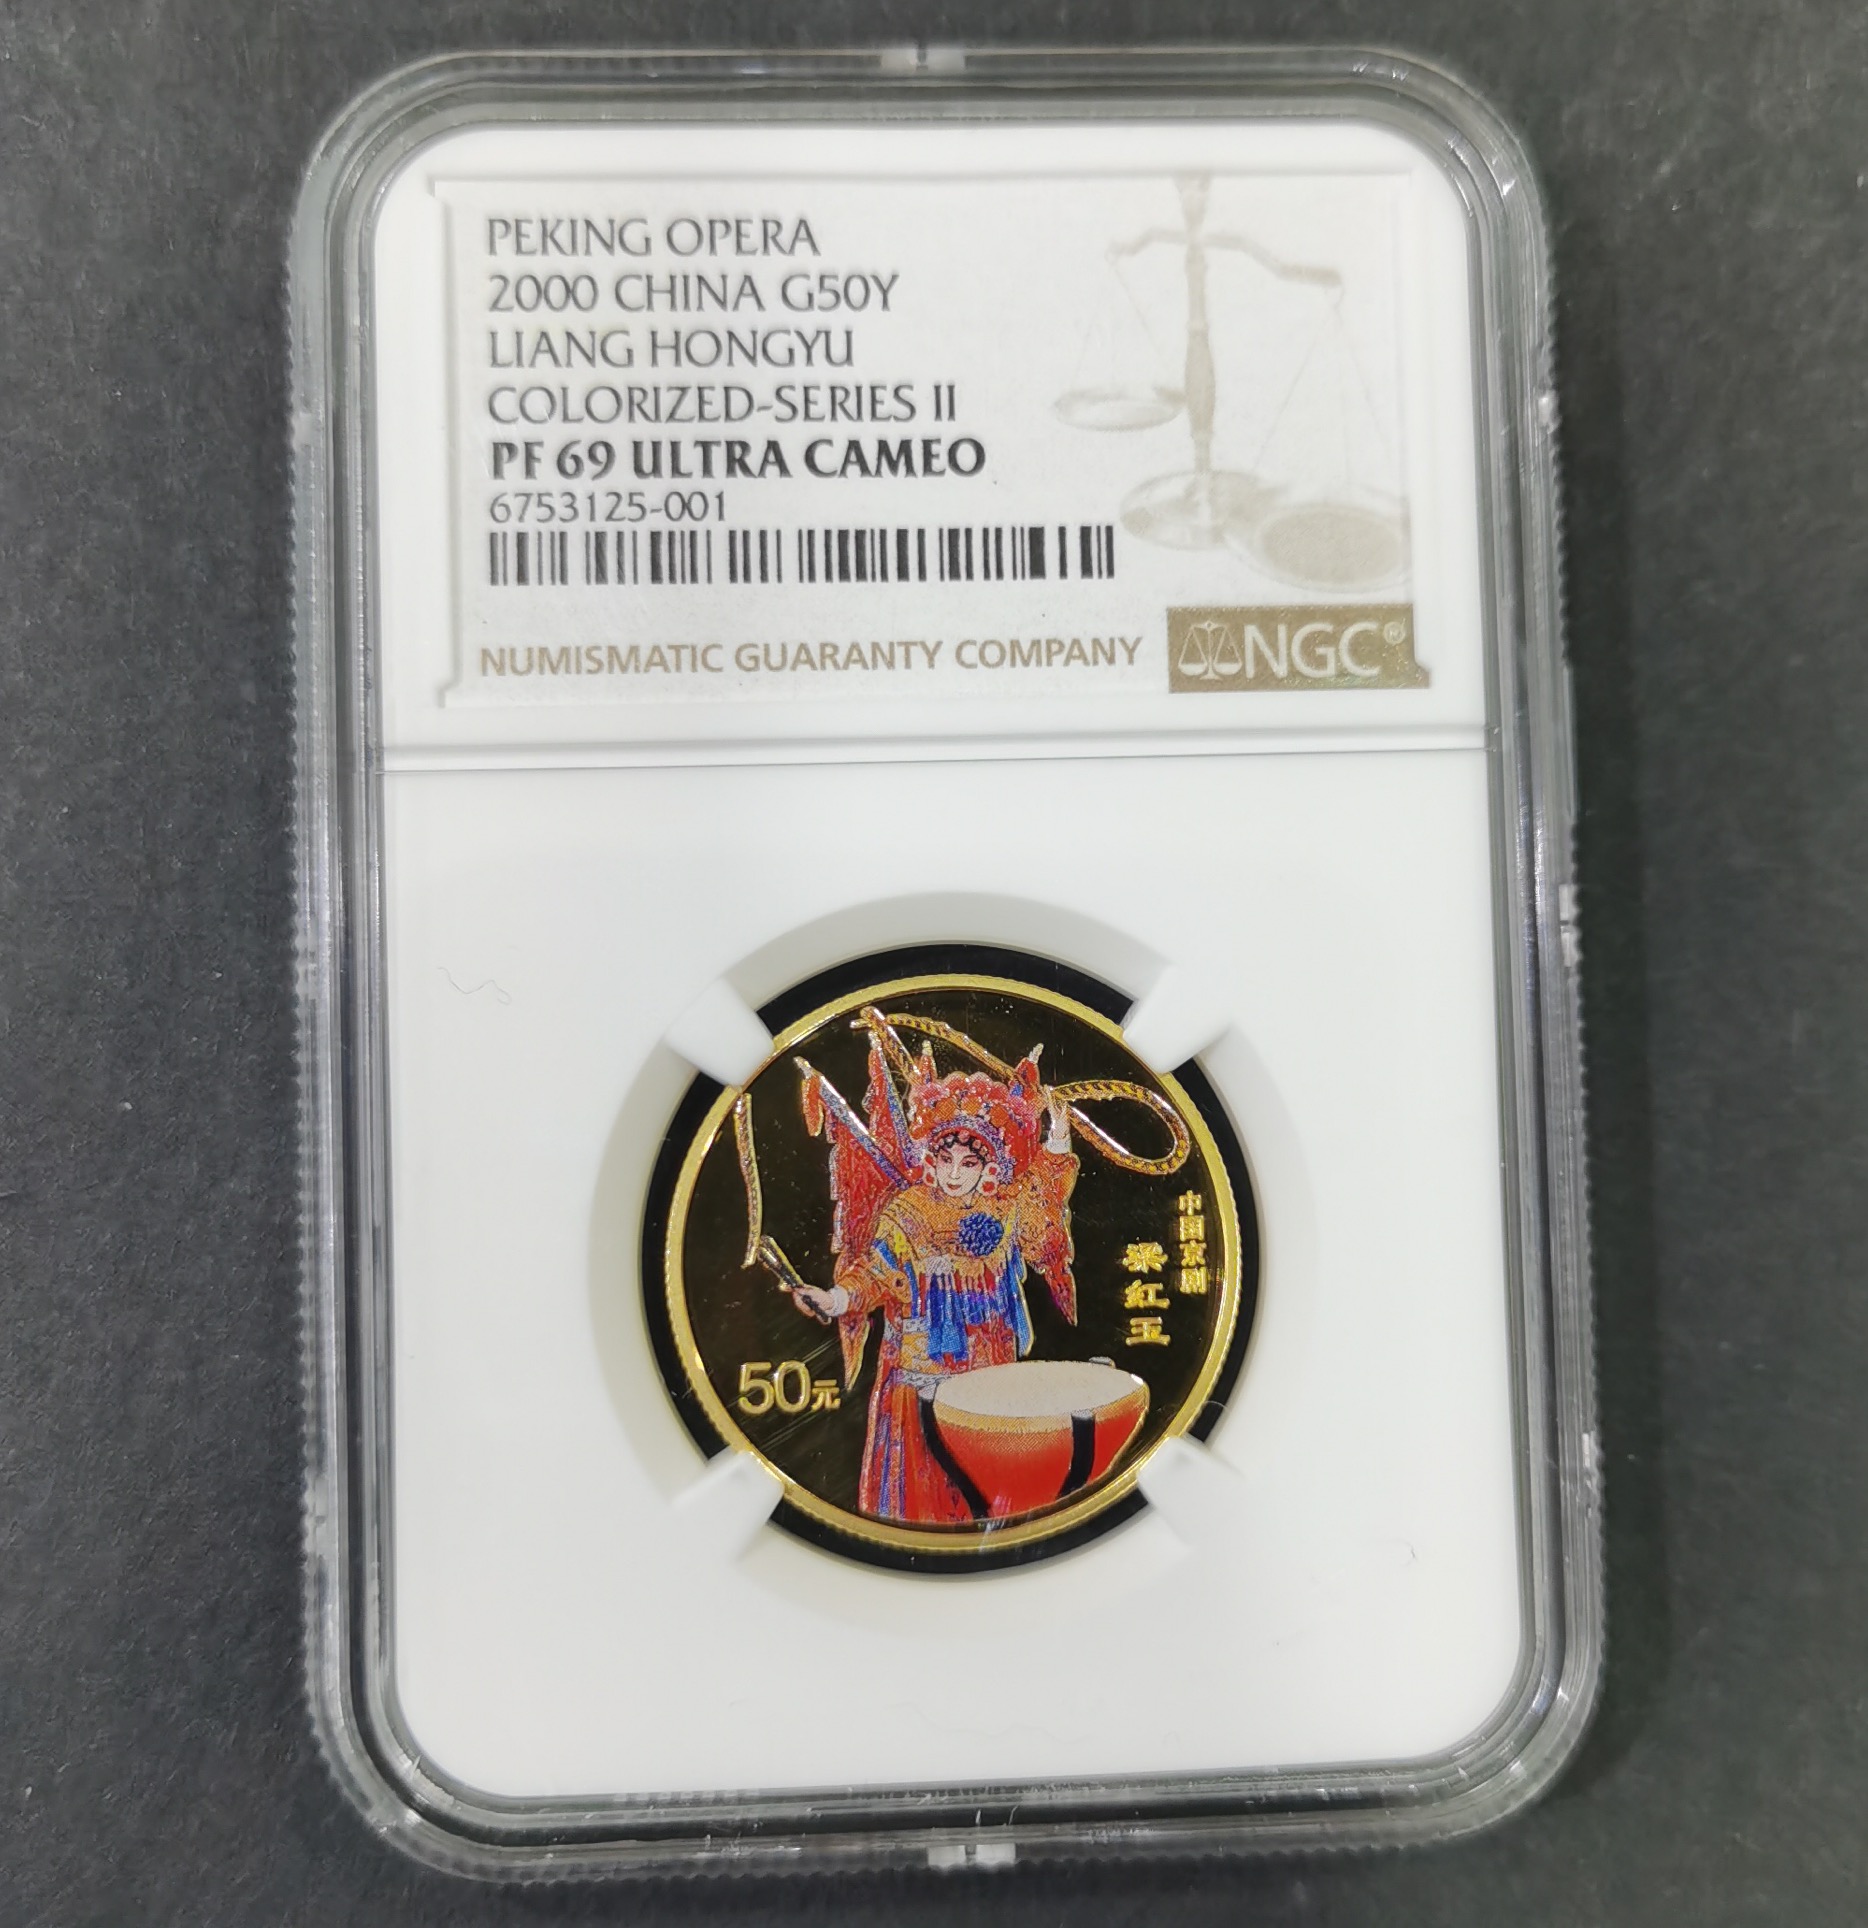 PEKING OPERA
2000 CHINA G50Y
LIANG HONGYU
COLORIZED-SERIES II
PF 69 ULTRA CAMEO
6753125-001
NUMISMATIC GUARANTY COMPANY
NGC®
中国京剧
梁红玉
50元